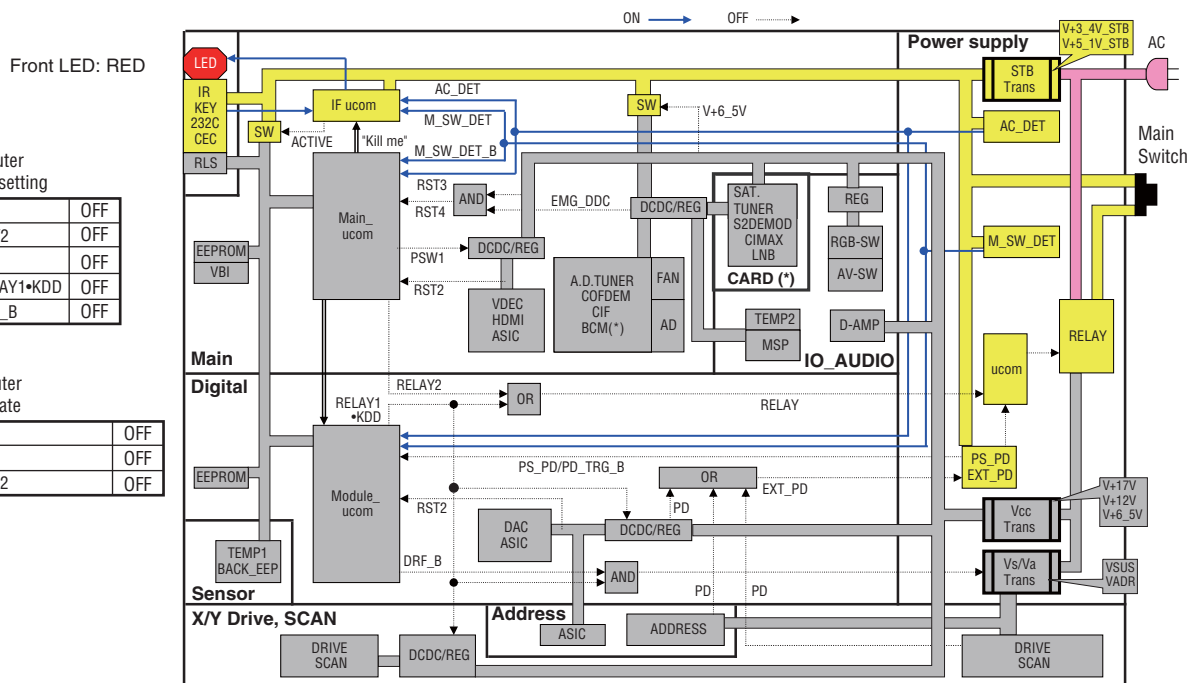 ON
OFF
Front LED: RED
LED
IR
KEY
232C
CEC
RLS
SW
IF ucom
ACTIVE
"Kill me"
AC_DET
M_SW_DET
M_SW_DET_B
SW
V+6_5V
Power supply
V+3_4V_STB
V+5_1V_STB
STB
Trans
AC
AC_DET
Main
Switch
M_SW_DET
RELAY
ucom
uter
setting
OFF
2
OFF
OFF
AY1•KDD
OFF
_B
OFF
uter
ate
OFF
OFF
2
OFF
EEPROM
VBI
Main_
ucom
RST3
RST4
AND
EMG_DDC
PSW1
DCDC/REG
RST2
VDEC
HDMI
ASIC
DCDC/REG
A.D.TUNER
COFDEM
CIF
BCM(*)
FAN
AD
SAT.
TUNER
S2DEMOD
CIMAX
LNB
CARD (*)
REG
RGB-SW
AV-SW
TEMP2
MSP
D-AMP
Main
IO_AUDIO
Digital
RELAY2
RELAY1
•KDD
OR
RELAY
EEPROM
Module_
ucom
PS_PD/PD_TRG_B
PS_PD
EXT_PD
OR
EXT_PD
PD
RST2
DAC
ASIC
DCDC/REG
V+17V
V+12V
V+6_5V
Vcc
Trans
DRF_B
AND
PD
PD
Vs/Va
Trans
VSUS
VADR
TEMP1
BACK_EEP
Sensor
X/Y Drive, SCAN
Address
ASIC
ADDRESS
DRIVE
SCAN
DCDC/REG
DRIVE
SCAN